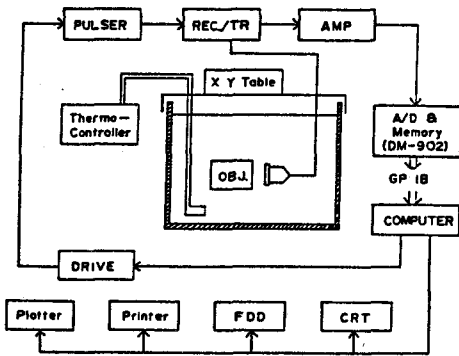 PULSER
REC/TR
AMP
X Y Table
Thermo-
Controller
A/D &
Memory
(DM-902)
OBJ.
GP IB
COMPUTER
DRIVE
Plotter
Printer
FDD
CRT